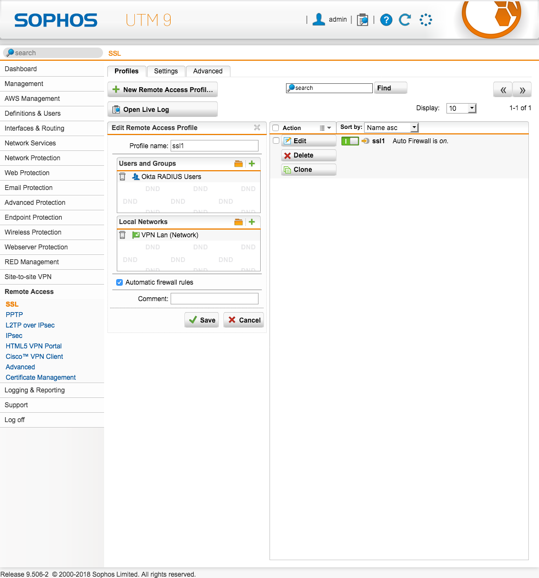 SOPHOS UTM 9
admin
search
SSL
Dashboard
Management
AWS Management
Definitions & Users
Interfaces & Routing
Network Services
Network Protection
Web Protection
Email Protection
Advanced Protection
Endpoint Protection
Wireless Protection
Webserver Protection
RED Management
Site-to-site VPN
Remote Access
SSL
PPTP
L2TP over IPsec
IPsec
HTML5 VPN Portal
Cisco™ VPN Client
Advanced
Certificate Management
Logging & Reporting
Support
Log off
Profiles Settings Advanced
New Remote Access Profil...
search Find
Open Live Log
Display: 10 1-1 of 1
Edit Remote Access Profile
Profile name: ssl1
Users and Groups
Okta RADIUS Users
DND DND DND
DND DND DND
Local Networks
VPN Lan (Network)
DND DND DND
DND DND DND
Automatic firewall rules
Comment:
Save Cancel
Action Sort by: Name asc
Edit ssl1 Auto Firewall is on.
Delete
Clone
Release 9.506-2 © 2000-2018 Sophos Limited. All rights reserved.